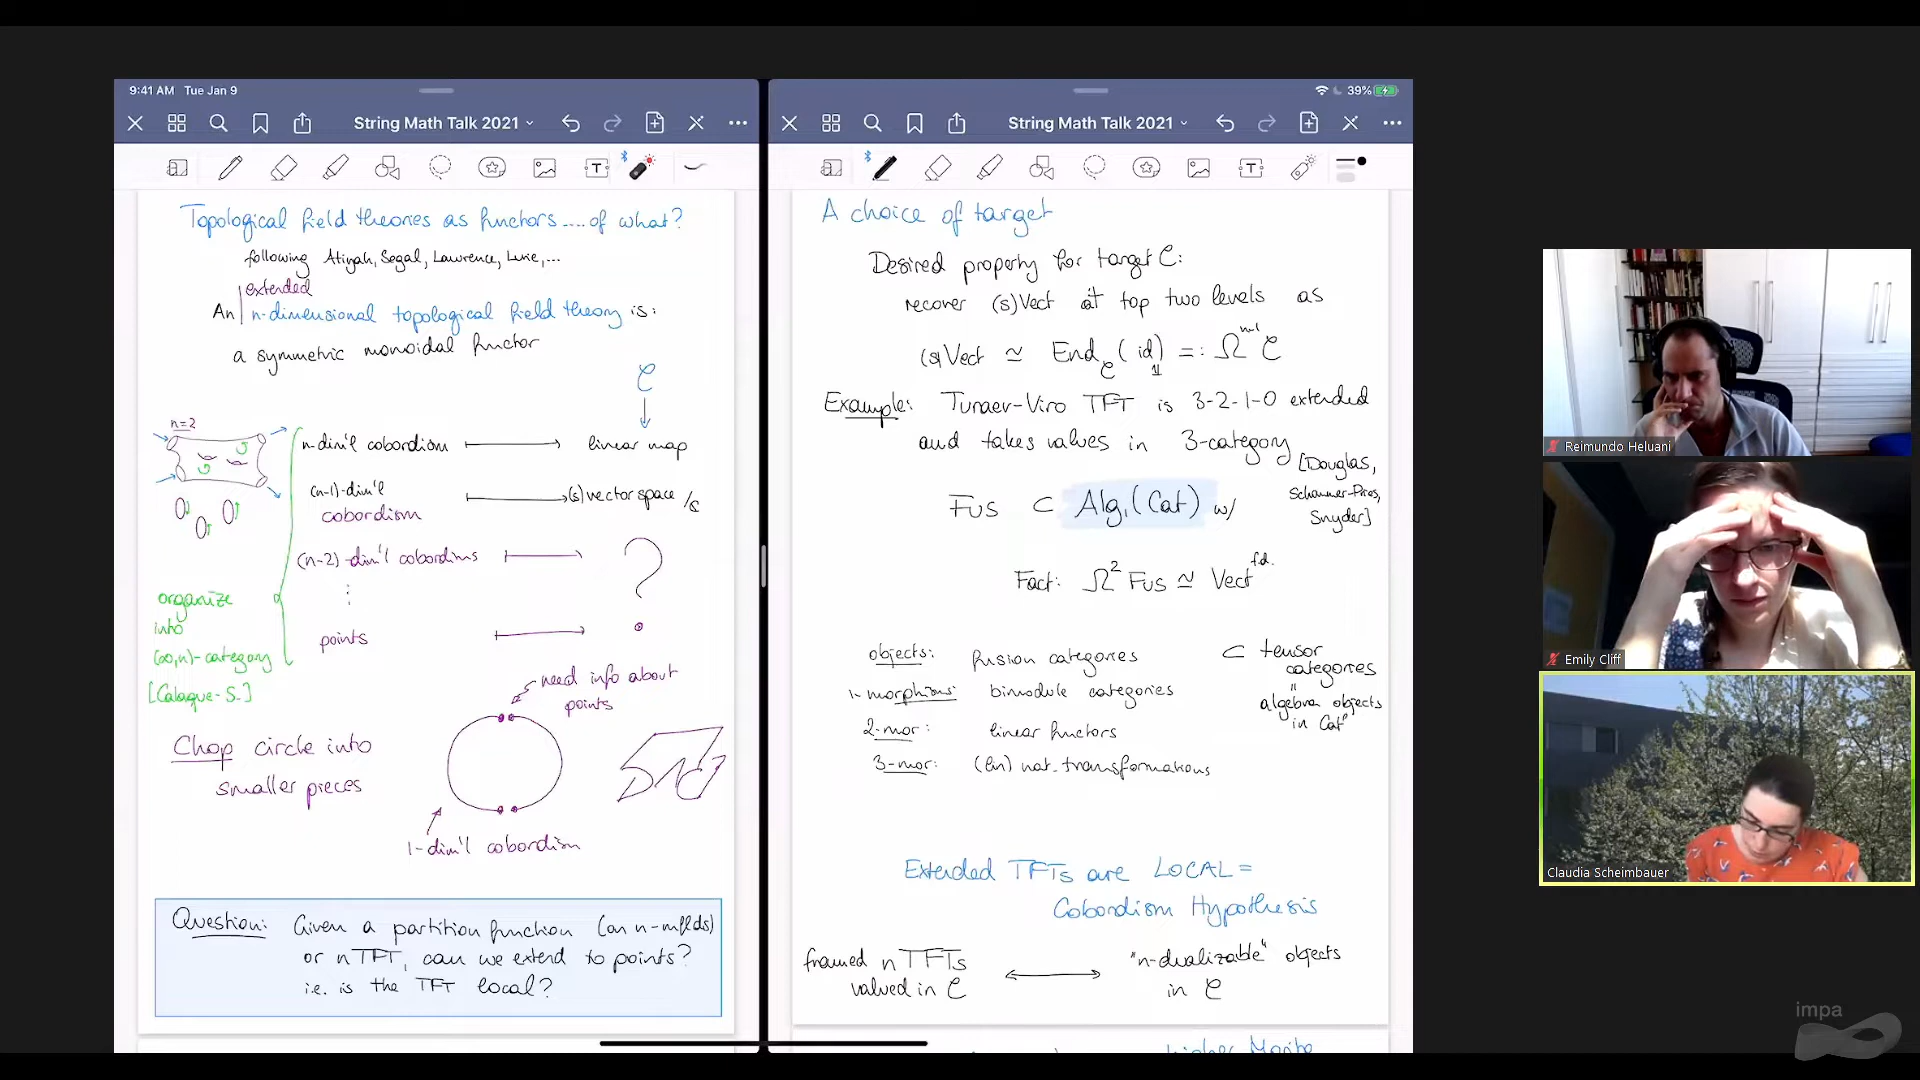 9:41 AM Tue Jan 9
String Math Talk 2021
Topological field theories as functors .... of what?
following Atiyah, Segal, Lawrence, Lurie, ...
extended
An n-dimensional topological field theory is:
a symmetric monoidal functor
C
n=2
n-dim'l cobordism ⟼ linear map
(n-1)-dim'l cobordism ⟼ (s) vector space /C
(n-2)-dim'l cobordims ⟼ ?
⋮
points ⟼
organize
into
(∞,n)-category
[Calaque-S.]
need info about
points
Chop circle into
smaller pieces
1-dim'l cobordism
Question: Given a partition function (on n-mflds)
or nTFT, can we extend to points?
i.e. is the TFT local?
39%
String Math Talk 2021
A choice of target
Desired property for target C:
recover (s)Vect at top two levels as
(s)Vect ≃ End_C(id_𝟙) =: Ω^{n-1} C
Example: Turaev-Viro TFT is 3-2-1-0 extended
and takes values in 3-category
[Douglas,
Schommer-Pries,
Snyder]
Fus ⊂ Alg₁(Cat) w/
Fact: Ω² Fus ≃ Vect^{f.d.}
objects: fusion categories ⊂ tensor
categories
"
algebra objects
in Cat"
1-morphisms: bimodule categories
2-mor: linear functors
3-mor: (lin) nat. transformations
Extended TFTs are LOCAL =
Cobordism Hypothesis
framed nTFTs ⟷ "n-dualizable" objects
valued in C in C
Reimundo Heluani
Emily Cliff
Claudia Scheimbauer
impa